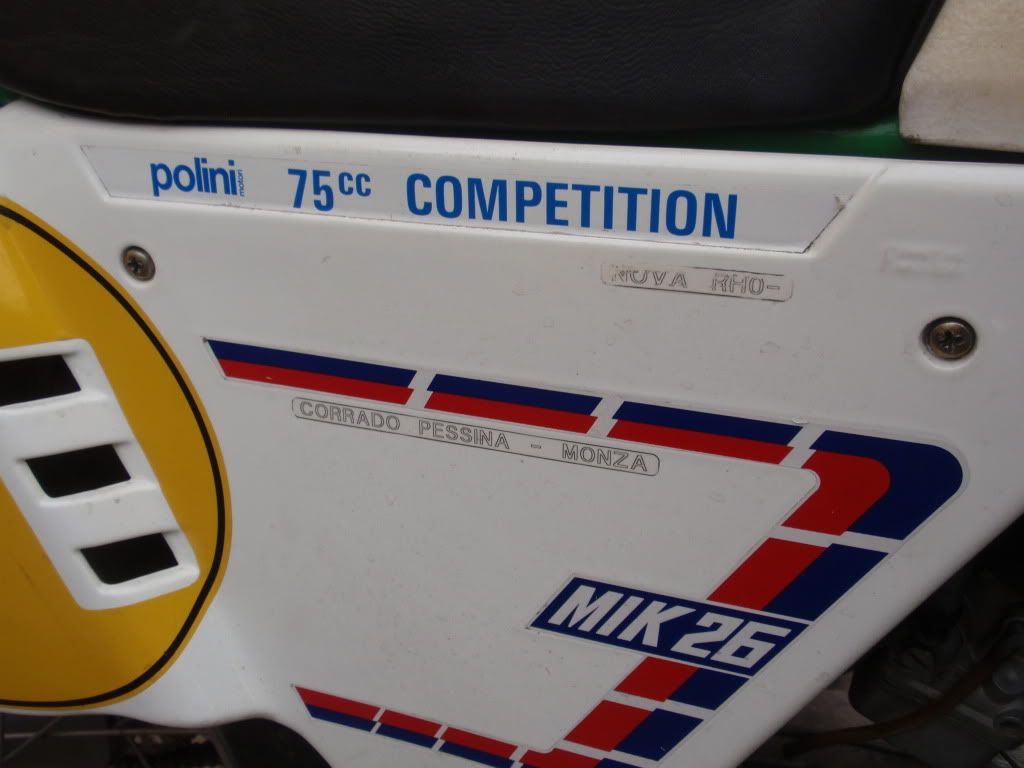 polini motori 75cc COMPETITION
NOVA RHO-
CORRADO PESSINA - MONZA
MIK 26